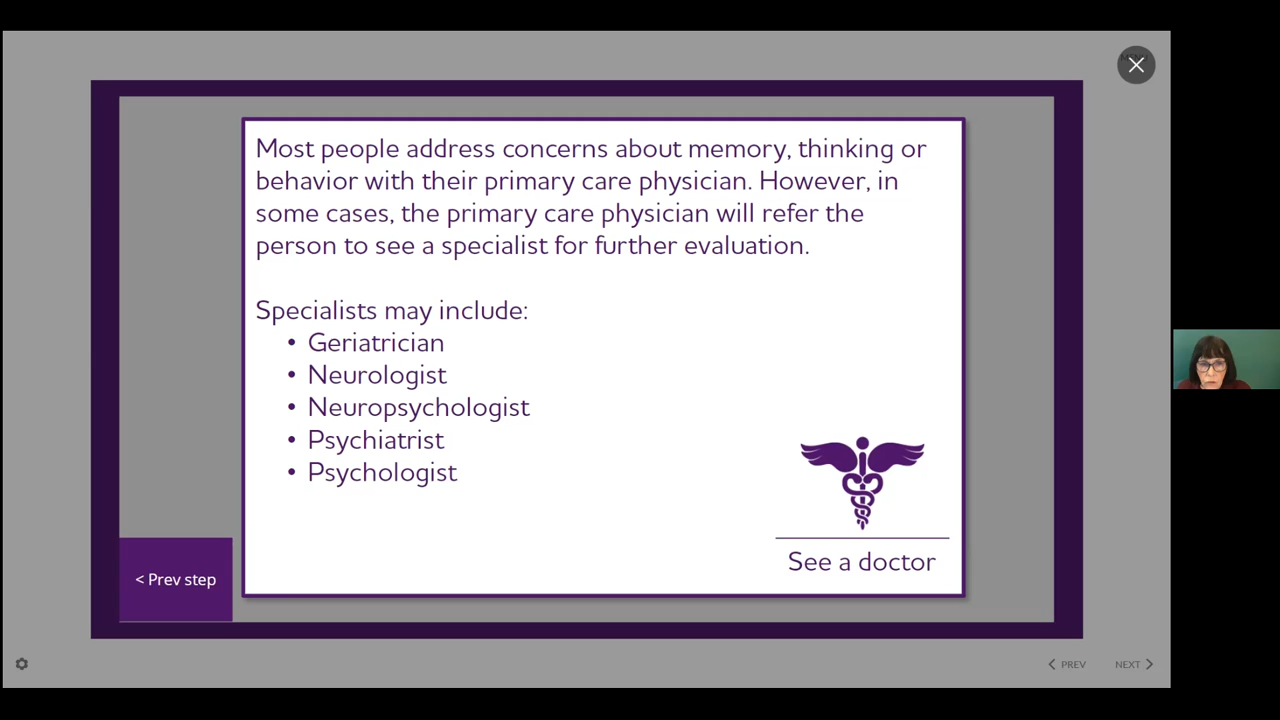 Most people address concerns about memory, thinking or
behavior with their primary care physician. However, in
some cases, the primary care physician will refer the
person to see a specialist for further evaluation.
Specialists may include:
• Geriatrician
• Neurologist
• Neuropsychologist
• Psychiatrist
• Psychologist
See a doctor
< Prev step
PREV
NEXT